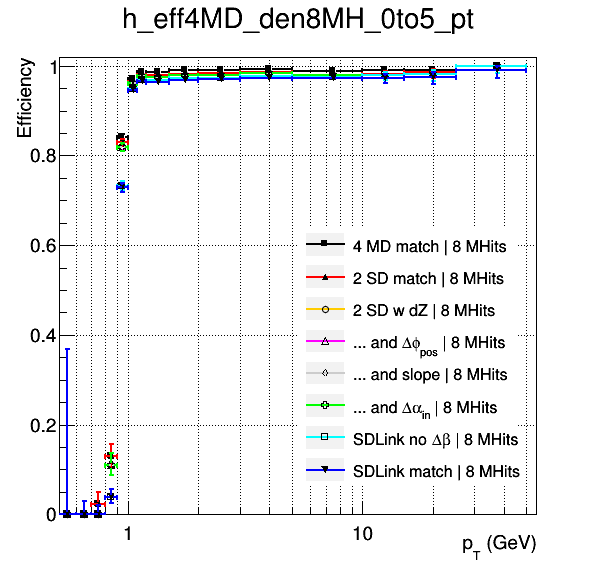 h_eff4MD_den8MH_0to5_pt
Efficiency
1
0.8
0.6
0.4
0.2
0
4 MD match | 8 MHits
2 SD match | 8 MHits
2 SD w dZ | 8 MHits
... and Δϕpos | 8 MHits
... and slope | 8 MHits
... and Δαin | 8 MHits
SDLink no Δβ | 8 MHits
SDLink match | 8 MHits
1 10
pT (GeV)